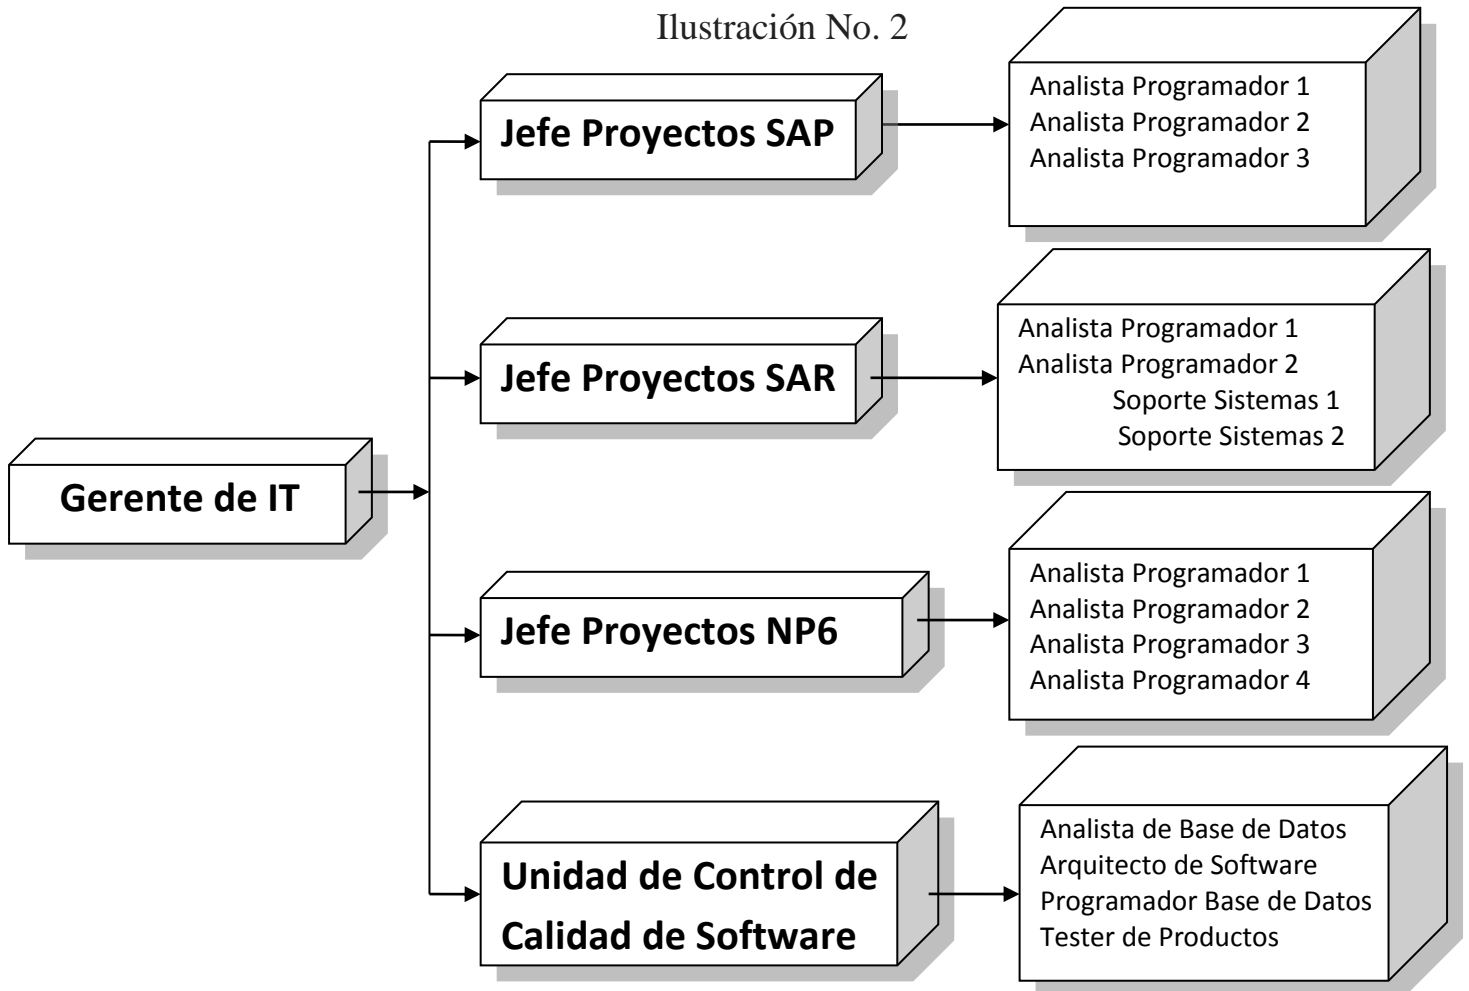 Ilustración No. 2
Jefe Proyectos SAP
Analista Programador 1
Analista Programador 2
Analista Programador 3
Jefe Proyectos SAR
Analista Programador 1
Analista Programador 2
Soporte Sistemas 1
Soporte Sistemas 2
Gerente de IT
Jefe Proyectos NP6
Analista Programador 1
Analista Programador 2
Analista Programador 3
Analista Programador 4
Unidad de Control de
Calidad de Software
Analista de Base de Datos
Arquitecto de Software
Programador Base de Datos
Tester de Productos